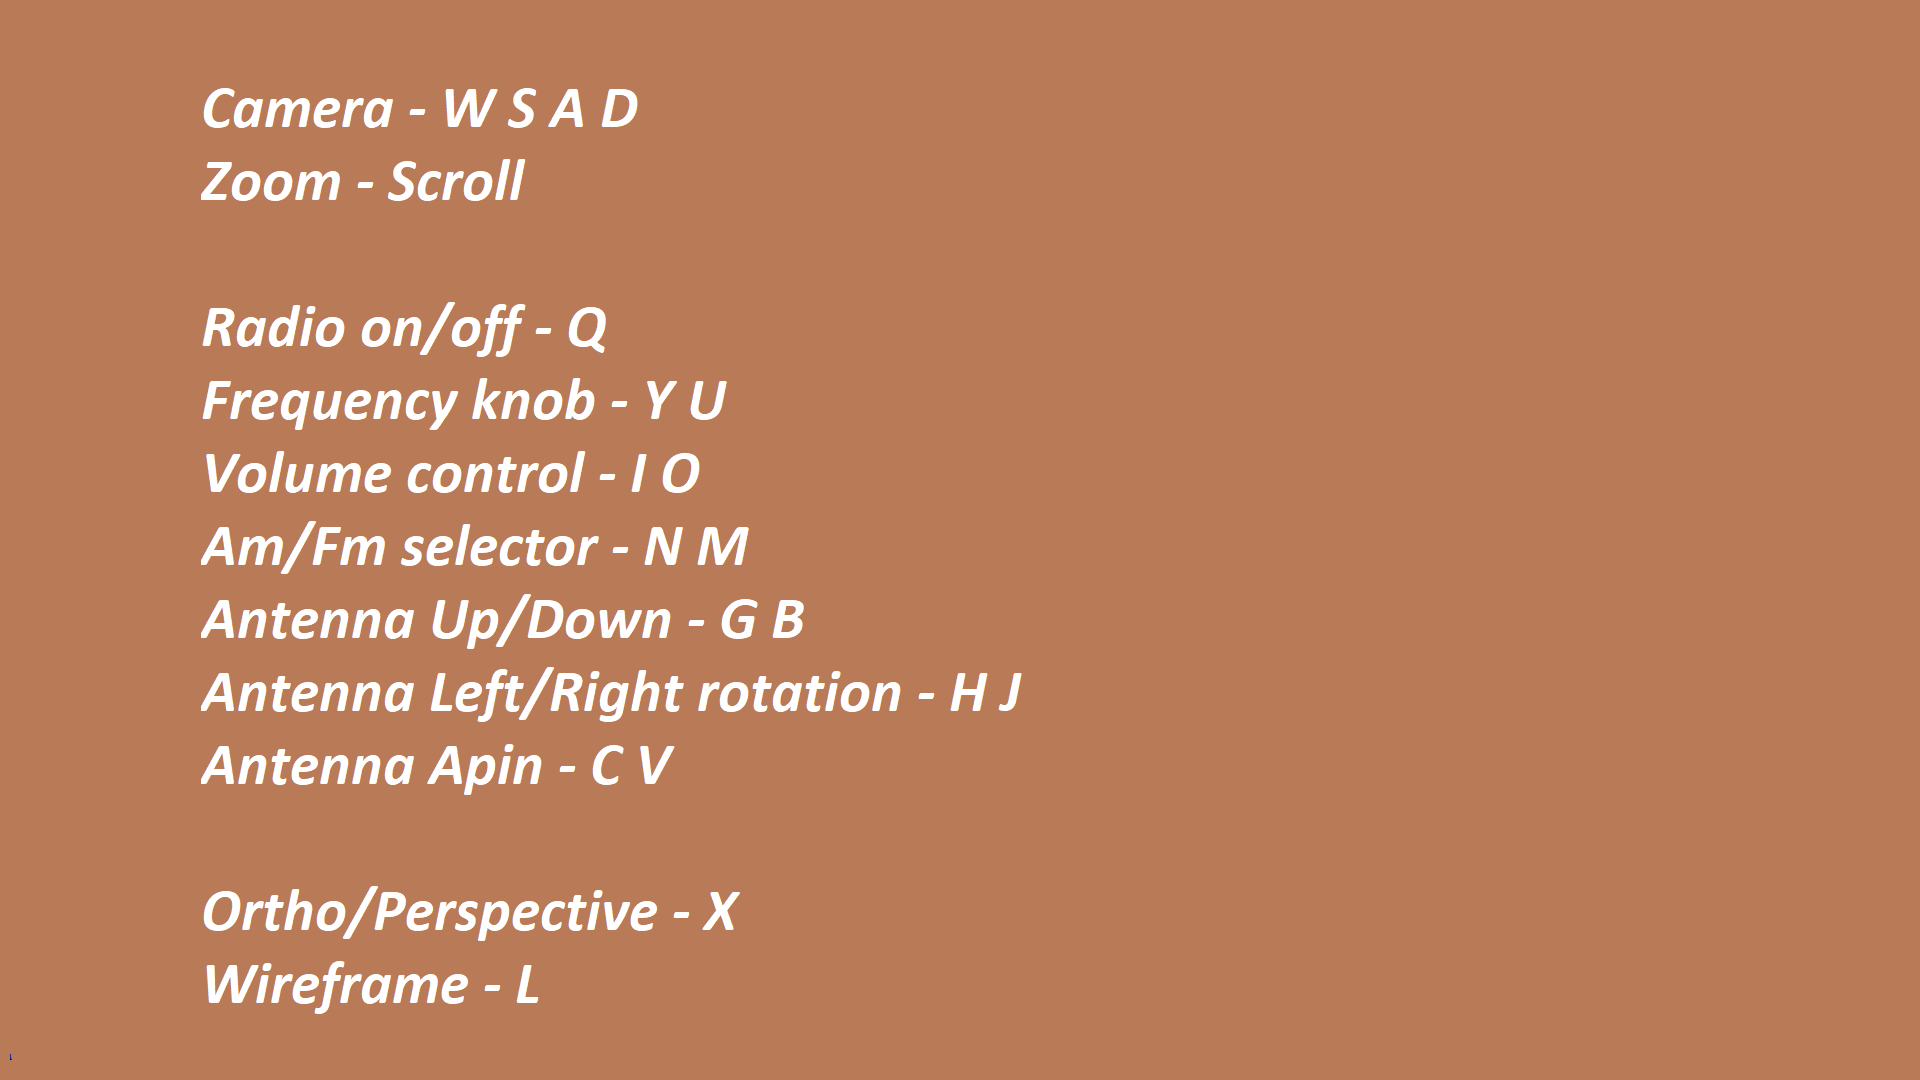 Camera - W S A D
Zoom - Scroll
Radio on/off - Q
Frequency knob - Y U
Volume control - I O
Am/Fm selector - N M
Antenna Up/Down - G B
Antenna Left/Right rotation - H J
Antenna Apin - C V
Ortho/Perspective - X
Wireframe - L